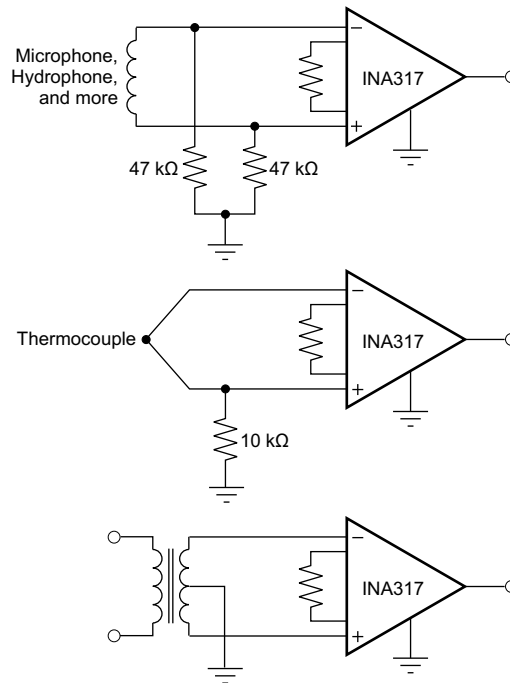 Microphone,
Hydrophone,
and more
−
INA317
+
47 kΩ 47 kΩ
−
Thermocouple
INA317
+
10 kΩ
−
INA317
+